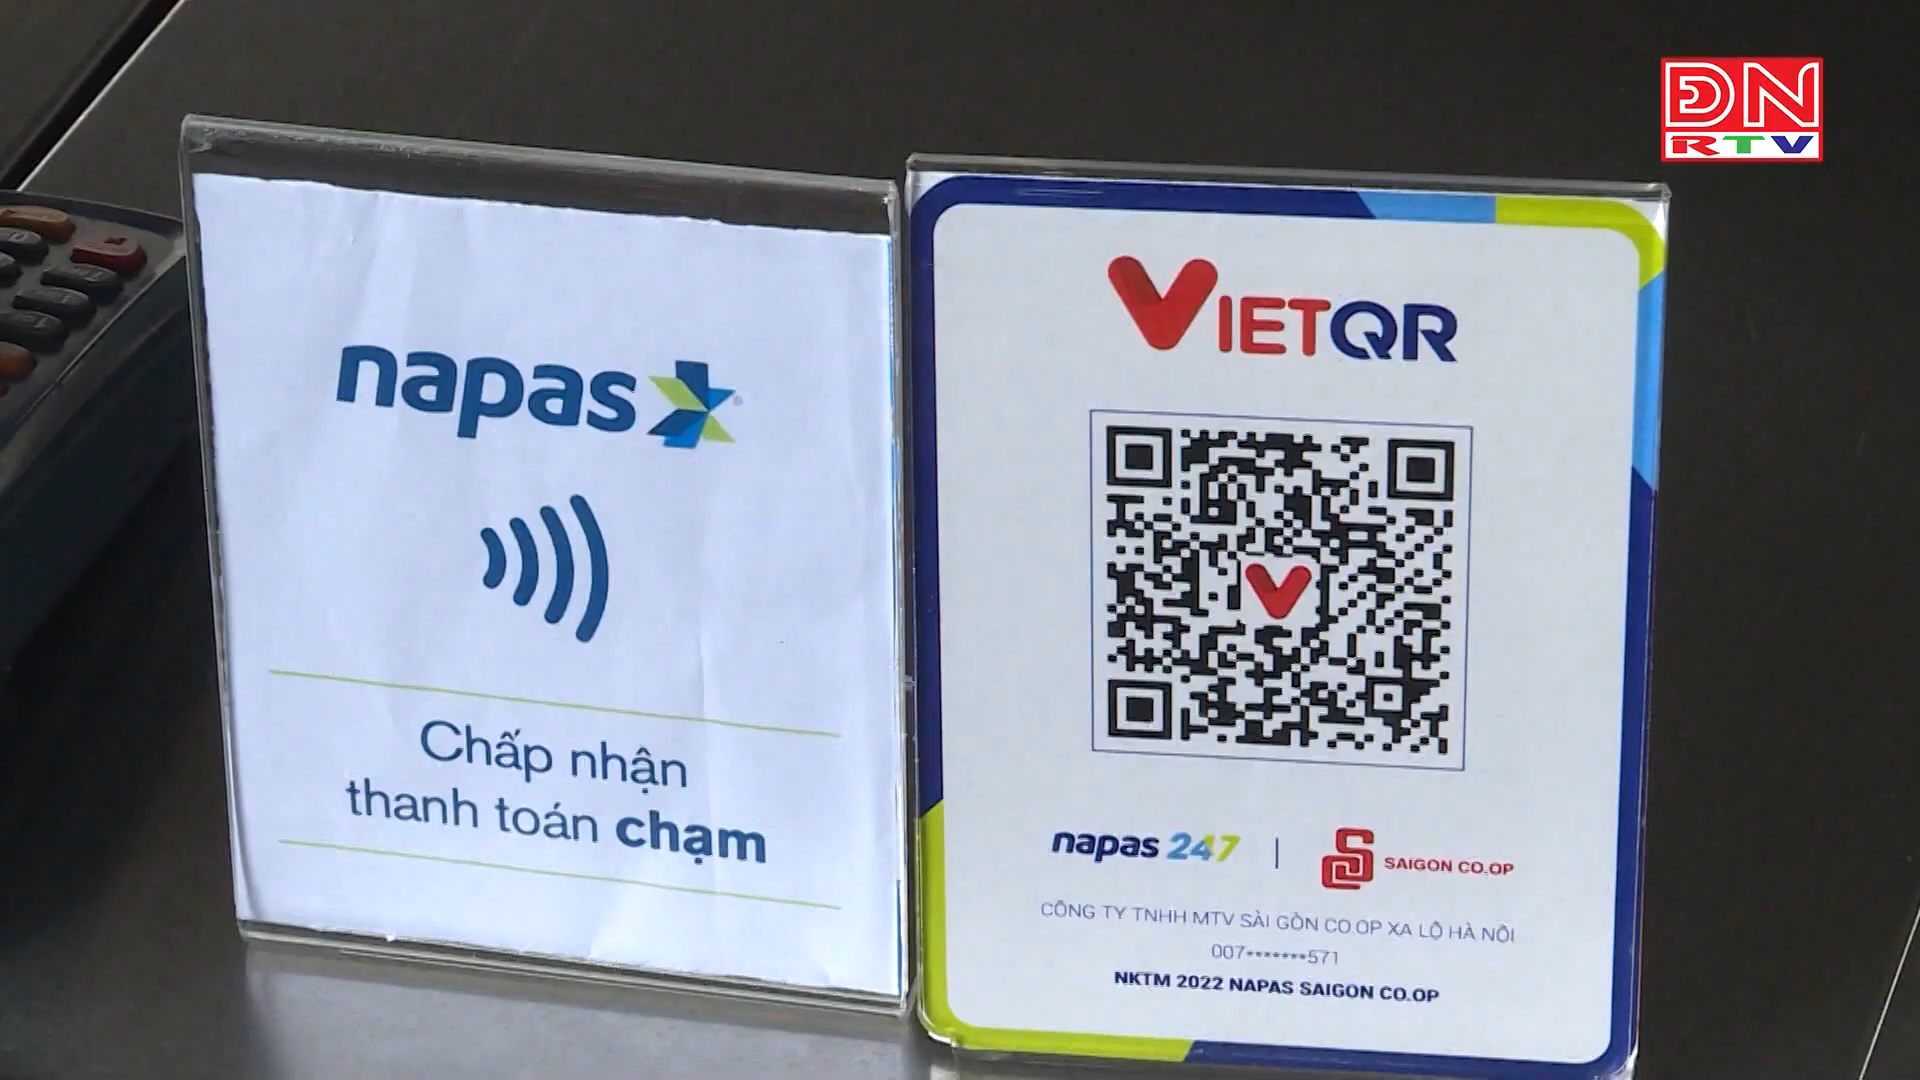 ĐN
RTV
napas
Chấp nhận
thanh toán chạm
VIETQR
napas 247 | SAIGON CO.OP
CÔNG TY TNHH MTV SÀI GÒN CO.OP XA LỘ HÀ NỘI
007*******571
NKTM 2022 NAPAS SAIGON CO.OP